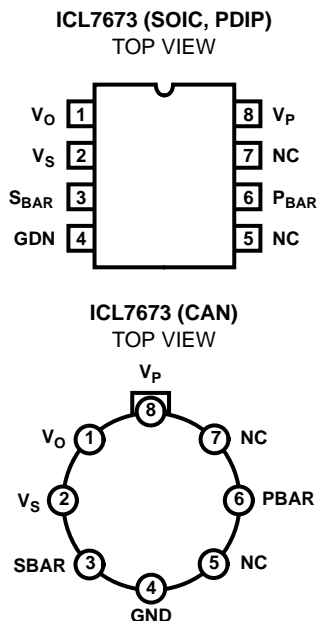 ICL7673 (SOIC, PDIP)
TOP VIEW
VO 1 8 VP
VS 2 7 NC
SBAR 3 6 PBAR
GDN 4 5 NC
ICL7673 (CAN)
TOP VIEW
VP
8
VO 1 7 NC
VS 2 6 PBAR
SBAR 3 5 NC
4
GND